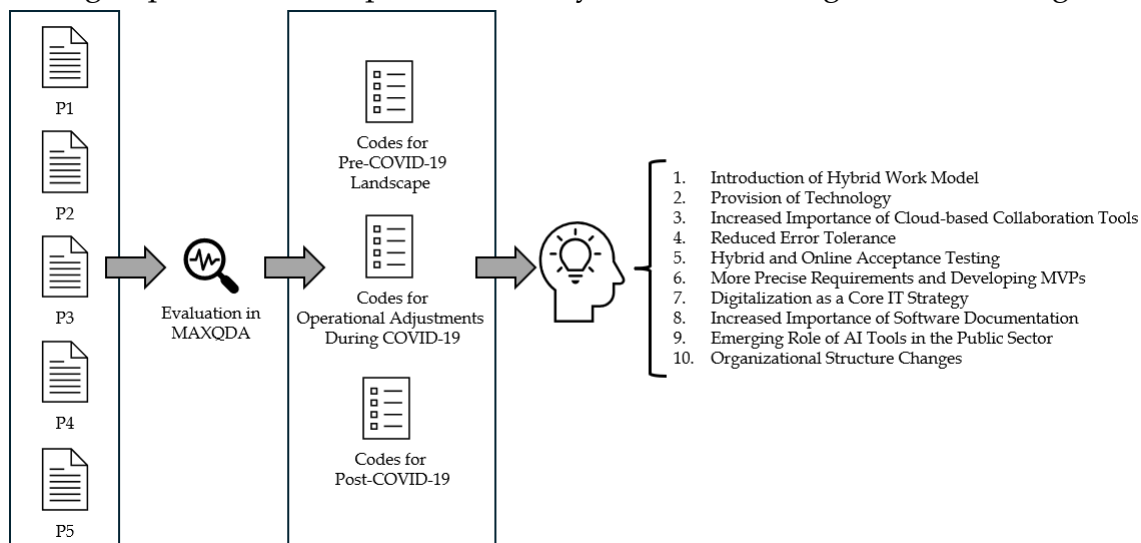 P1
P2
P3
P4
P5
Evaluation in
MAXQDA
Codes for
Pre-COVID-19
Landscape
Codes for
Operational Adjustments
During COVID-19
Codes for
Post-COVID-19
1. Introduction of Hybrid Work Model
2. Provision of Technology
3. Increased Importance of Cloud-based Collaboration Tools
4. Reduced Error Tolerance
5. Hybrid and Online Acceptance Testing
6. More Precise Requirements and Developing MVPs
7. Digitalization as a Core IT Strategy
8. Increased Importance of Software Documentation
9. Emerging Role of AI Tools in the Public Sector
10. Organizational Structure Changes